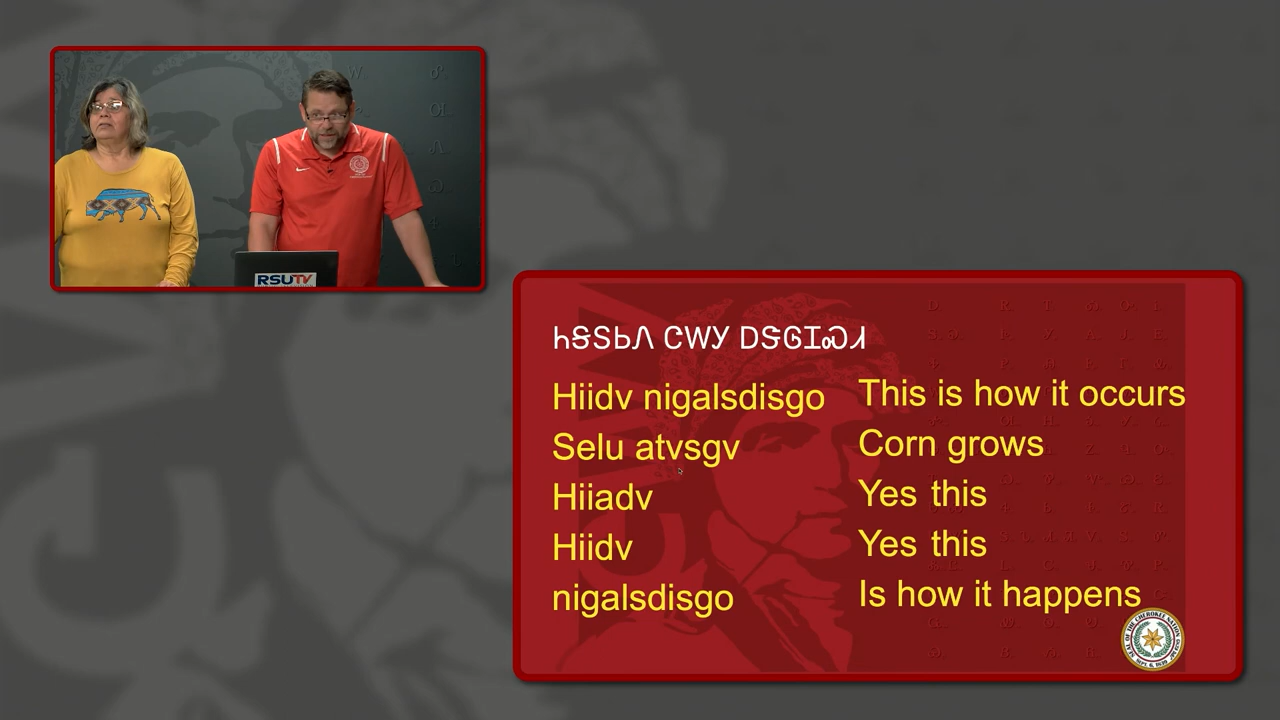 RSUTV
ᏂᎦᏚᏏᏁ ᏣᎳᎩ ᎠᏕᎶᏆᏍᏗ
Hiidv nigalsdisgo This is how it occurs
Selu atvsgv Corn grows
Hiiadv Yes this
Hiidv Yes this
nigalsdisgo Is how it happens